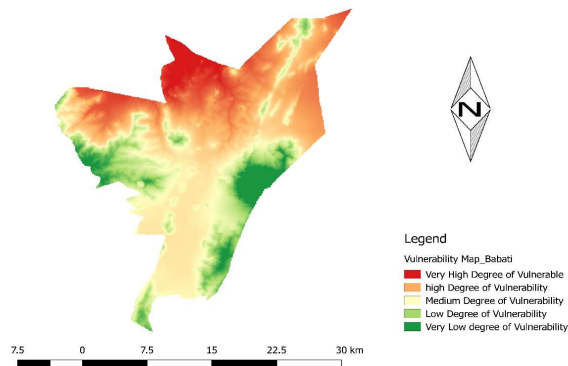 N
Legend
Vulnerability Map_Babati
Very High Degree of Vulnerable
high Degree of Vulnerability
Medium Degree of Vulnerability
Low Degree of Vulnerability
Very Low degree of Vulnerability
7.5 0 7.5 15 22.5 30 km